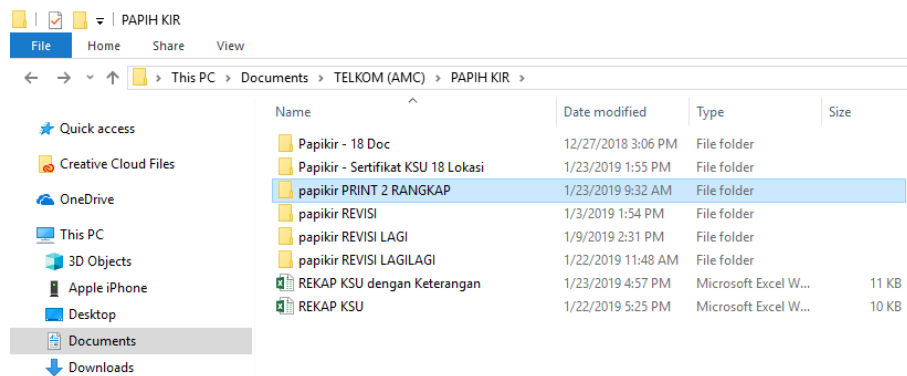 PAPIH KIR
File Home Share View
This PC > Documents > TELKOM (AMC) > PAPIH KIR >
Name Date modified Type Size
Quick access
Creative Cloud Files
OneDrive
This PC
3D Objects
Apple iPhone
Desktop
Documents
Downloads
Papikir - 18 Doc 12/27/2018 3:06 PM File folder
Papikir - Sertifikat KSU 18 Lokasi 1/23/2019 1:55 PM File folder
papikir PRINT 2 RANGKAP 1/23/2019 9:32 AM File folder
papikir REVISI 1/3/2019 1:54 PM File folder
papikir REVISI LAGI 1/9/2019 2:31 PM File folder
papikir REVISI LAGILAGI 1/22/2019 11:48 AM File folder
REKAP KSU dengan Keterangan 1/23/2019 4:57 PM Microsoft Excel W... 11 KB
REKAP KSU 1/22/2019 5:25 PM Microsoft Excel W... 10 KB